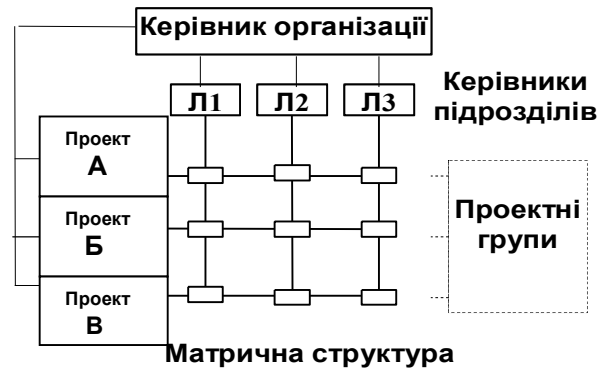 Керівник організації
Л1 Л2 Л3
Керівники
підрозділів
Проект
А
Проект
Б
Проект
В
Проектні
групи
Матрична структура